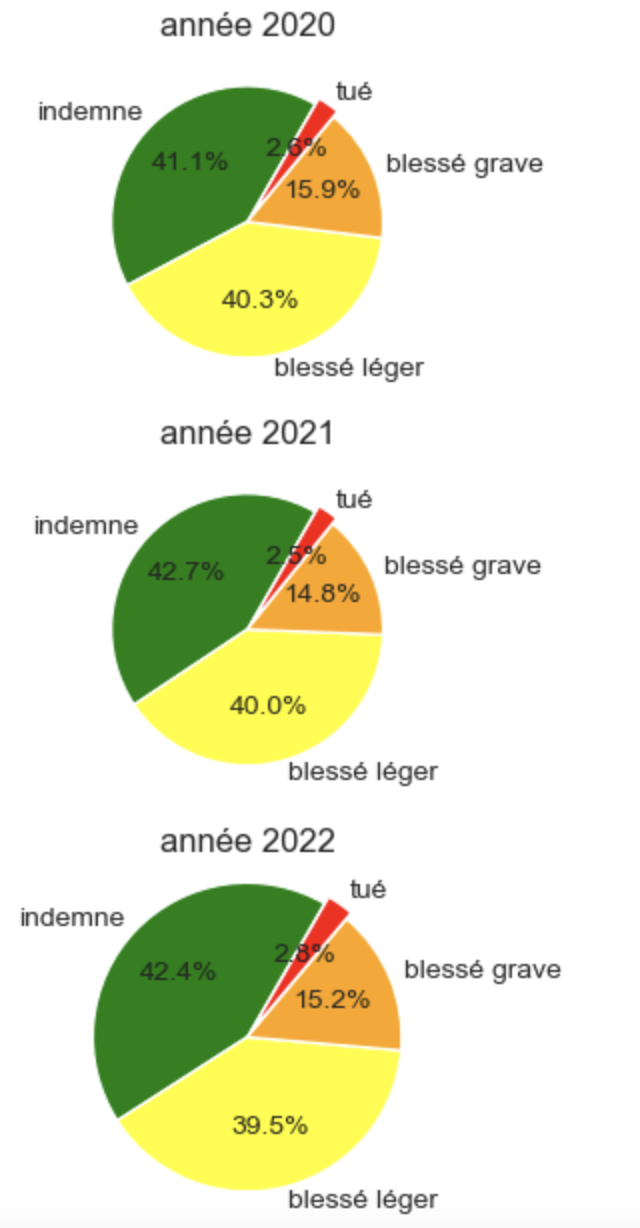 année 2020
tué
indemne
2.6%
41.1%
blessé grave
15.9%
40.3%
blessé léger
année 2021
tué
indemne
2.5%
blessé grave
42.7%
14.8%
40.0%
blessé léger
année 2022
tué
indemne
2.8%
42.4%
blessé grave
15.2%
39.5%
blessé léger